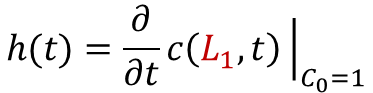 h(t) = ∂/∂t c(L₁, t) |_{C₀=1}